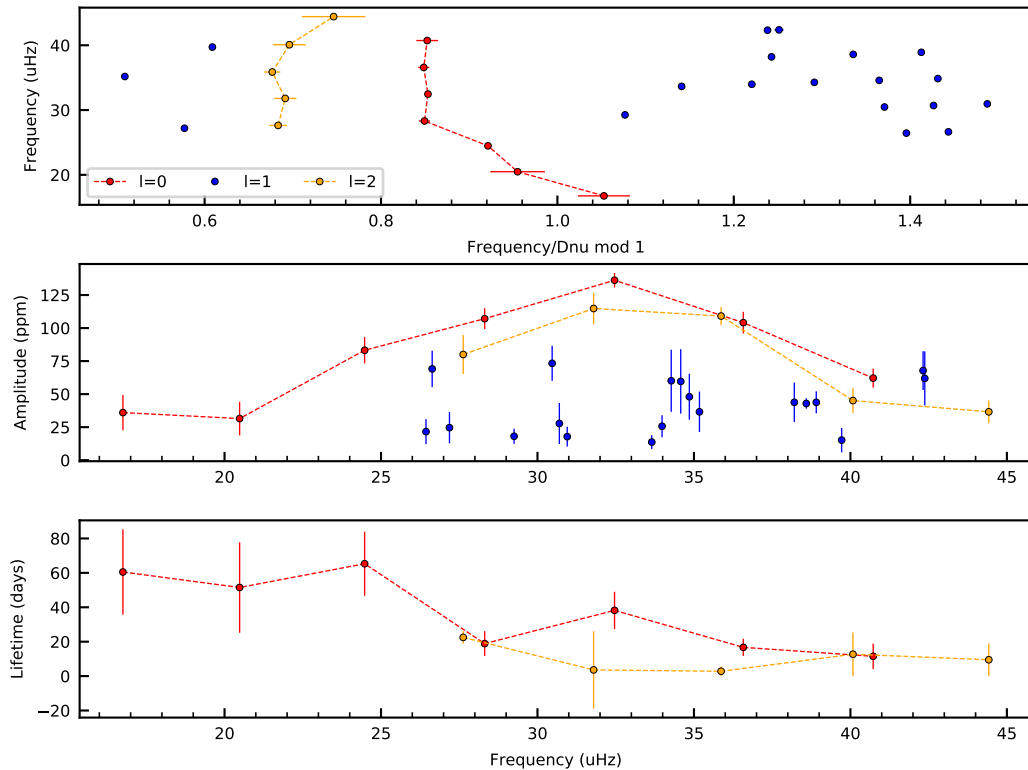 40
30
20
Frequency (uHz)
l=0 l=1 l=2
0.6 0.8 1.0 1.2 1.4
Frequency/Dnu mod 1
125
100
75
50
25
0
Amplitude (ppm)
20 25 30 35 40 45
80
60
40
20
0
−20
Lifetime (days)
20 25 30 35 40 45
Frequency (uHz)